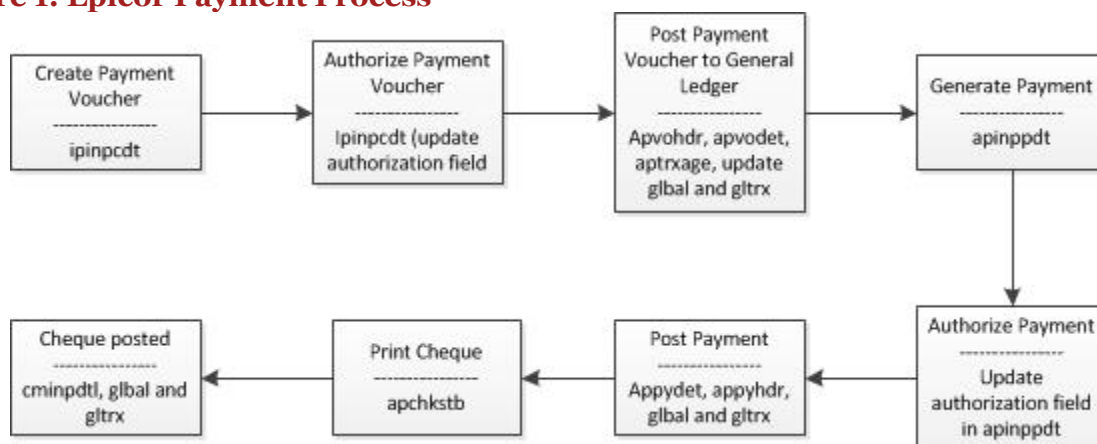 re 1. Epicor Payment Process
Create Payment
Voucher
-----------------
ipinpcdt
Authorize Payment
Voucher
-----------------
Ipinpcdt (update
authorization field
Post Payment
Voucher to General
Ledger
-----------------
Apvohdr, apvodet,
aptrxage, update
glbal and gltrx
Generate Payment
-----------------
apinppdt
Authorize Payment
-----------------
Update
authorization field
in apinppdt
Post Payment
-----------------
Appydet, appyhdr,
glbal and gltrx
Print Cheque
-----------------
apchkstb
Cheque posted
-----------------
cminpdtl, glbal and
gltrx